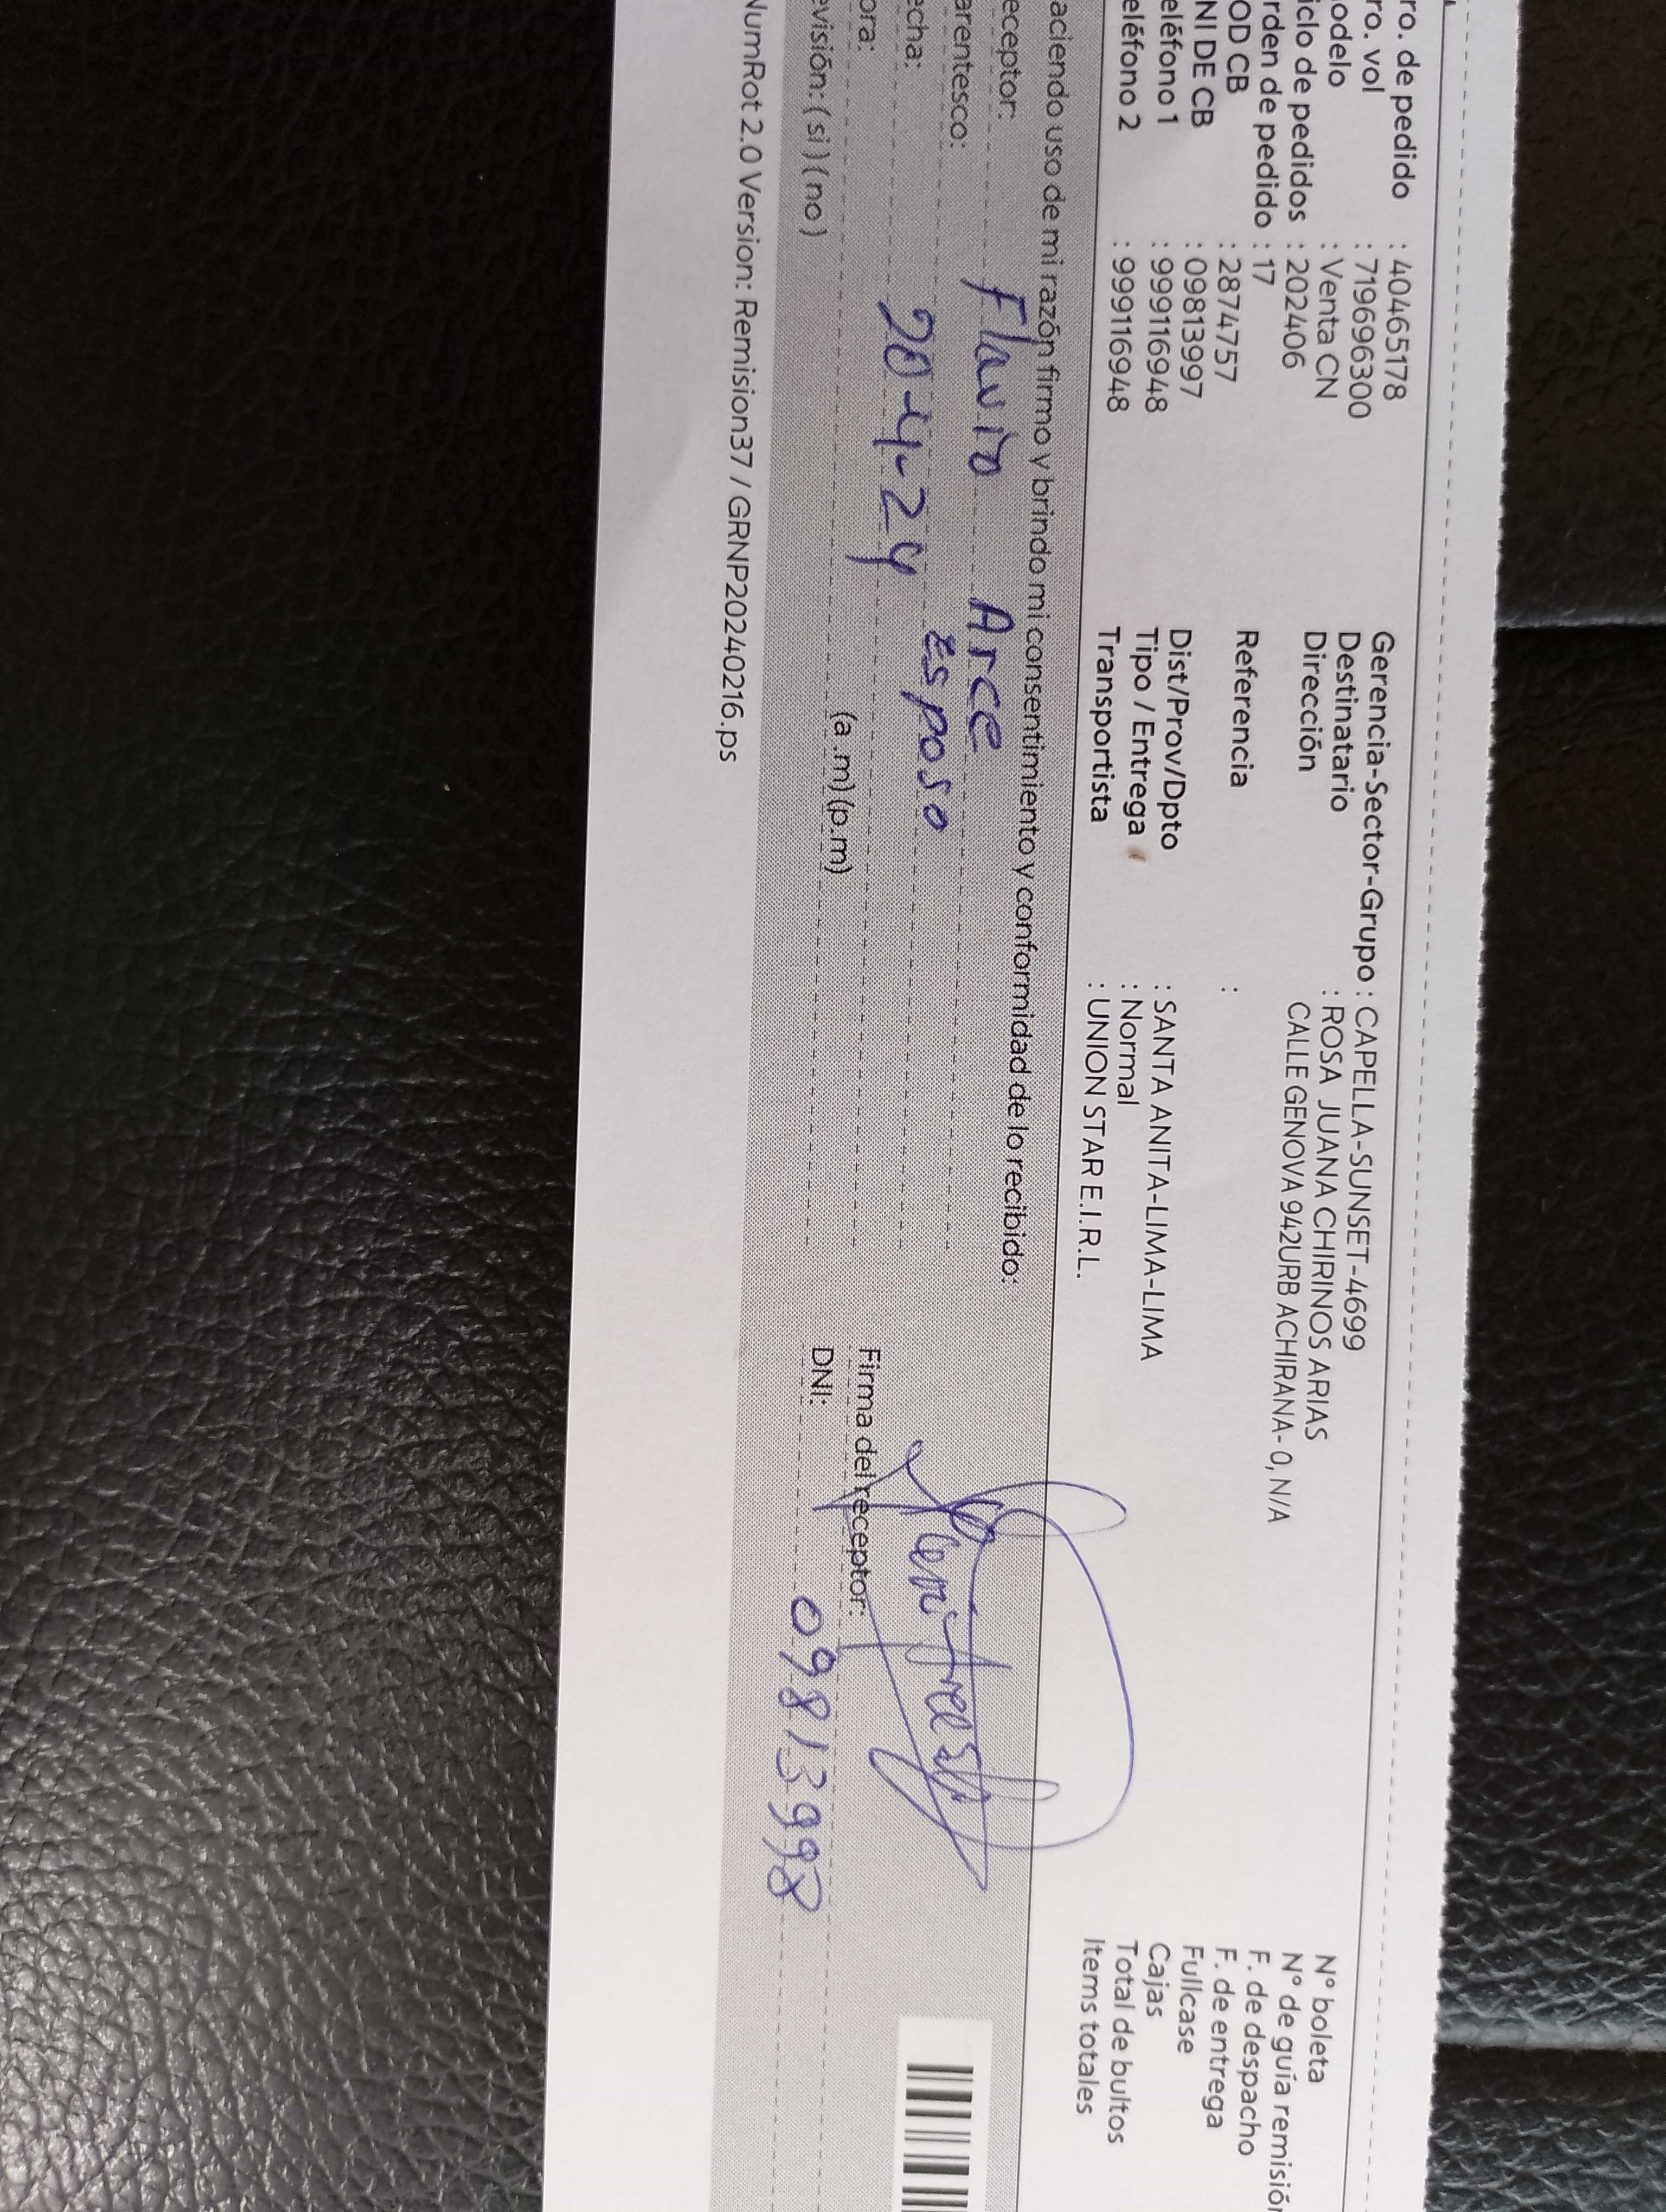 ro. de pedido : 40465178
ro. vol : 719696300
odelo : Venta CN
iclo de pedidos : 202406
rden de pedido : 17
OD CB : 2874757
NI DE CB : 09813997
eléfono 1 : 999116948
eléfono 2 : 999116948
Gerencia-Sector-Grupo : CAPELLA-SUNSET-4699
Destinatario : ROSA JUANA CHIRINOS ARIAS
Dirección CALLE GENOVA 942URB ACHIRANA- 0, N/A
Referencia :
Dist/Prov/Dpto : SANTA ANITA-LIMA-LIMA
Tipo / Entrega : Normal
Transportista : UNION STAR E.I.R.L.
N° boleta
N° de guía remisión
F. de despacho
F. de entrega
Fullcase
Cajas
Total de bultos
Items totales
aciendo uso de mi razón firmo y brindo mi consentimiento y conformidad de lo recibido:
eceptor: Flavio Arce
arentesco: Esposo
echa: 20-4-24
ora: (a.m)(p.m)
evisión: (si) (no)
Firma del receptor:
DNI: 09813998
NumRot 2.0 Version: Remision37 / GRNP20240216.ps